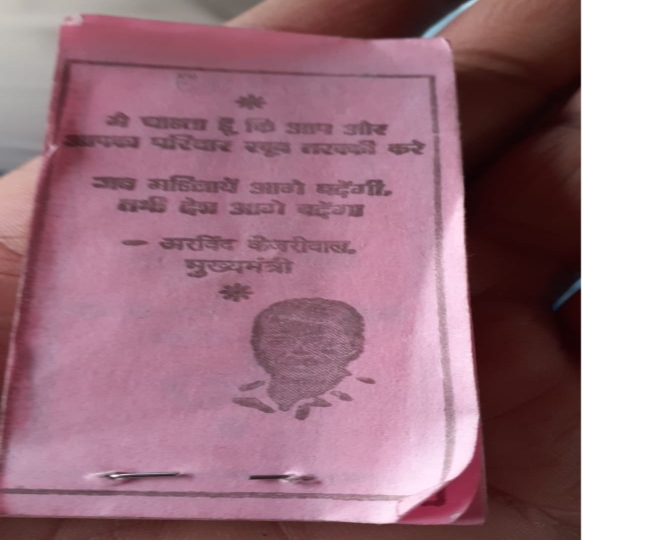 मै चाहता हूँ कि आप और
आपका परिवार खूब तरक्की करे
जब महिलायें आगे बढ़ेंगी,
तभी देश आगे बढ़ेगा
- अरविंद केजरीवाल,
मुख्यमंत्री